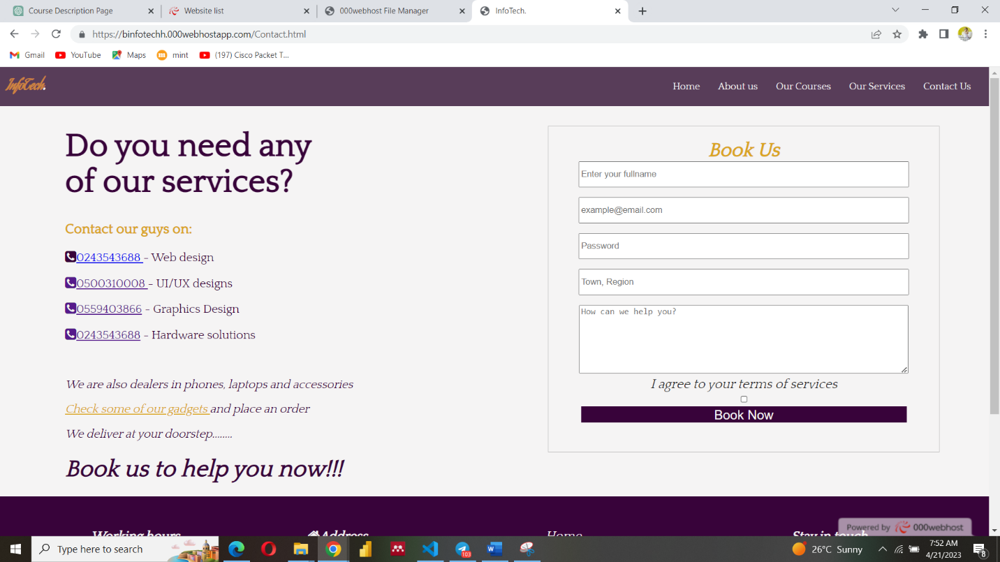 Course Description Page
Website list
000webhost File Manager
InfoTech.
https://binfotechh.000webhostapp.com/Contact.html
Gmail
YouTube
Maps
mint
(197) Cisco Packet T...
InfoTech.
Home
About us
Our Courses
Our Services
Contact Us
Do you need any
of our services?
Contact our guys on:
0243543688 - Web design
0500310008 - UI/UX designs
0559403866 - Graphics Design
0243543688 - Hardware solutions
We are also dealers in phones, laptops and accessories
Check some of our gadgets and place an order
We deliver at your doorstep........
Book us to help you now!!!
Book Us
Enter your fullname
example@email.com
Password
Town, Region
How can we help you?
I agree to your terms of services
Book Now
Working hours
Address
Home
Stay in touch
Powered by 000webhost
Type here to search
103
26°C Sunny
7:52 AM
4/21/2023
8